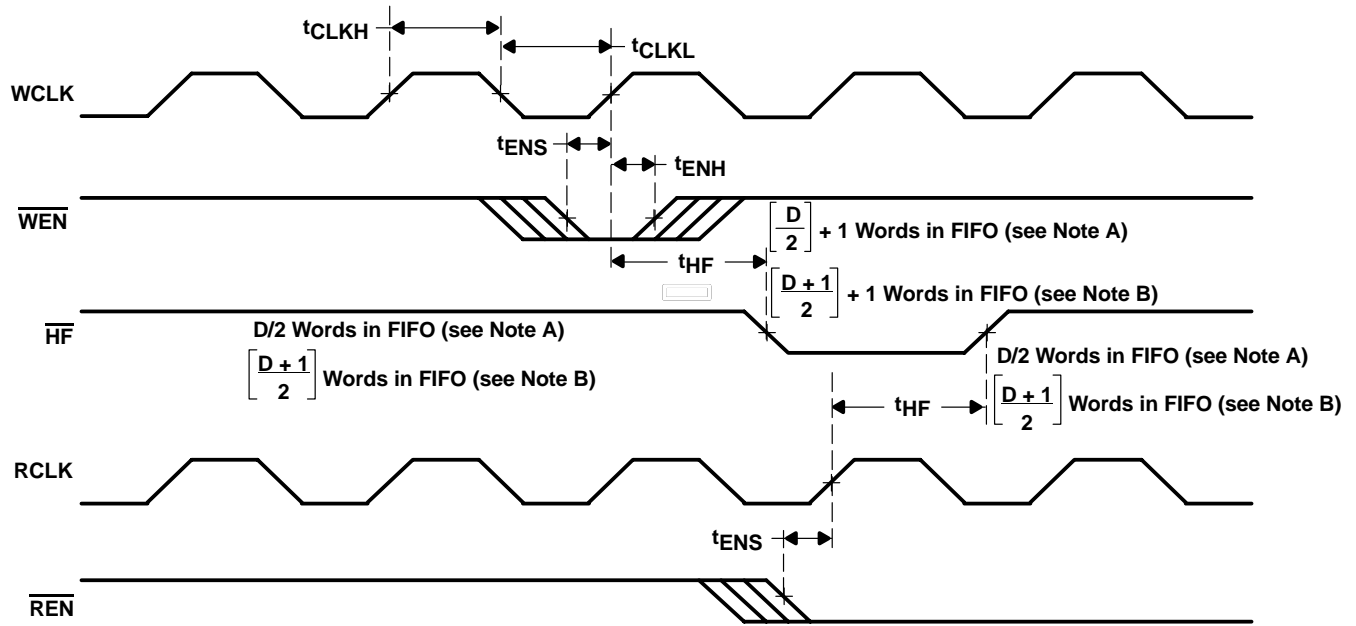 tCLKH
tCLKL
WCLK
tENS
tENH
WEN
[D/2] + 1 Words in FIFO (see Note A)
tHF
[D + 1/2] + 1 Words in FIFO (see Note B)
HF
D/2 Words in FIFO (see Note A)
[D + 1/2] Words in FIFO (see Note B)
D/2 Words in FIFO (see Note A)
tHF
[D + 1/2] Words in FIFO (see Note B)
RCLK
tENS
REN